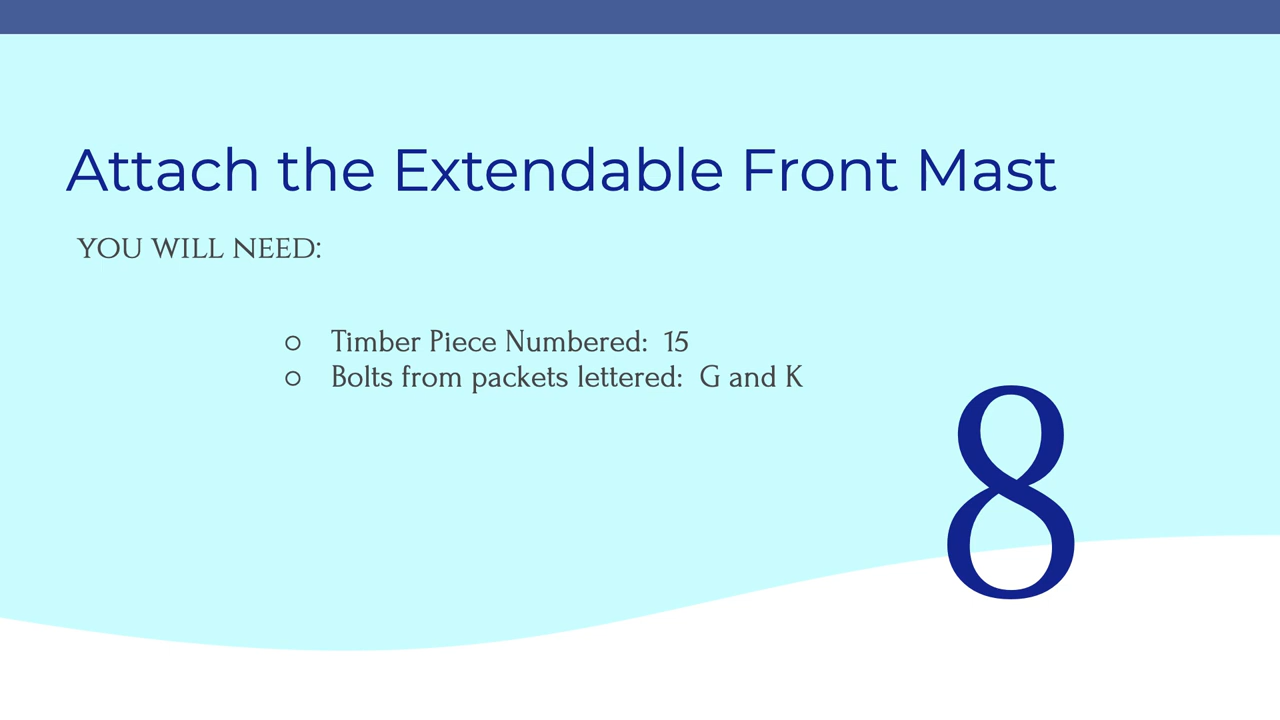 Attach the Extendable Front Mast
YOU WILL NEED:
○ Timber Piece Numbered:  15
○ Bolts from packets lettered:  G and K
8